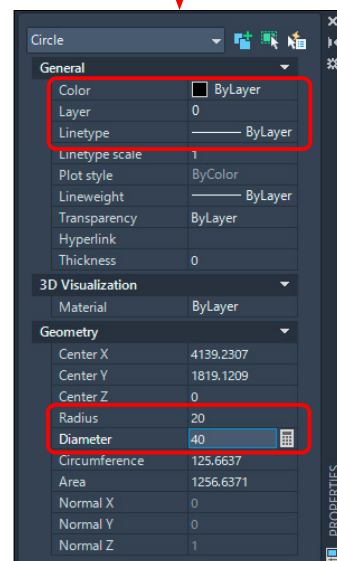 Circle
General
Color ByLayer
Layer 0
Linetype ByLayer
Linetype scale 1
Plot style ByColor
Lineweight ByLayer
Transparency ByLayer
Hyperlink
Thickness 0
3D Visualization
Material ByLayer
Geometry
Center X 4139.2307
Center Y 1819.1209
Center Z 0
Radius 20
Diameter 40
Circumference 125.6637
Area 1256.6371
Normal X 0
Normal Y 0
Normal Z 1
PROPERTIES